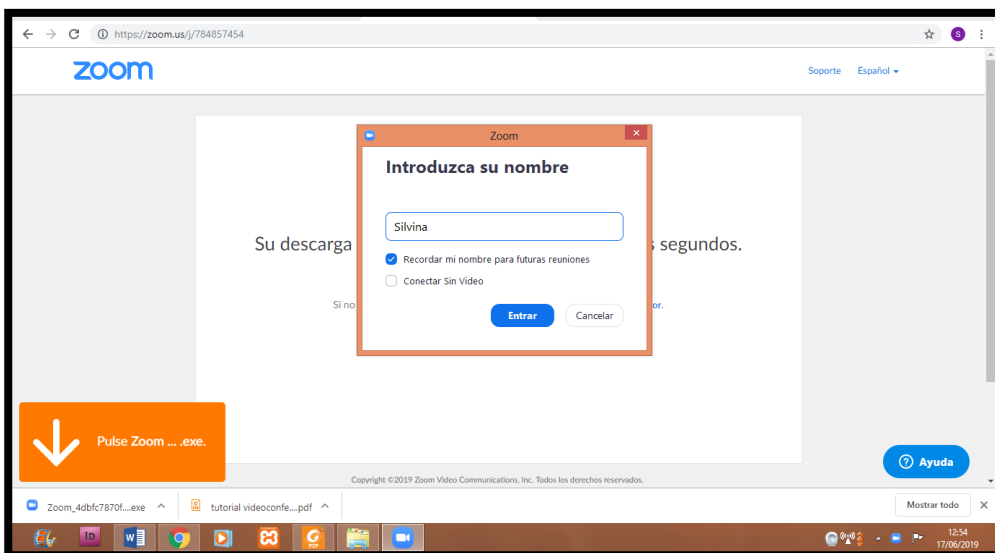 https://zoom.us/j/784857454
S
zoom
Soporte Español
Zoom
Introduzca su nombre
Silvina
Recordar mi nombre para futuras reuniones
Conectar Sin Video
Entrar Cancelar
Su descarga segundos.
Si no or.
Pulse Zoom ... .exe.
Ayuda
Copyright ©2019 Zoom Video Communications, Inc. Todos los derechos reservados.
Zoom_4dbfc7870f....exe tutorial videoconfe....pdf Mostrar todo
ID W PDF 12:54
17/06/2019